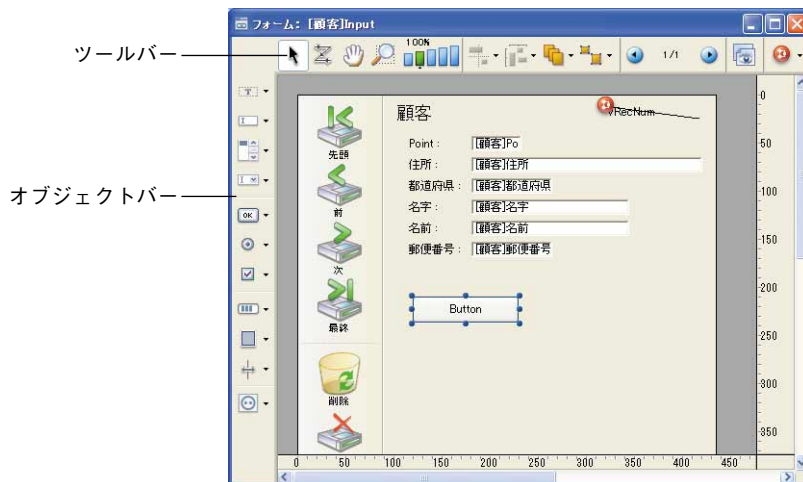 フォーム: [顧客]Input
ツールバー
100%
1/1
オブジェクトバー
T
I
I
OK
先頭
前
次
最終
削除
顧客
VRecNum
Point :
[顧客]Po
住所 :
[顧客]住所
都道府県 :
[顧客]都道府県
名字 :
[顧客]名字
名前 :
[顧客]名前
郵便番号 :
[顧客]郵便番号
Button
0
50
100
150
200
250
300
350
0 50 100 150 200 250 300 350 400 450